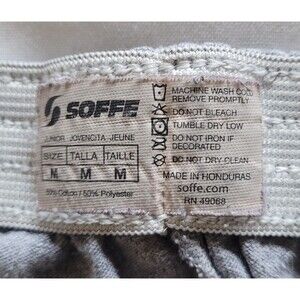 SOFFE
JUNIOR JOVENCITA JEUNE
SIZE TALLA TAILLE
M M M
50% Cotton / 50% Polyester
MACHINE WASH COLD
REMOVE PROMPTLY
DO NOT BLEACH
TUMBLE DRY LOW
DO NOT IRON IF
DECORATED
DO NOT DRY CLEAN
MADE IN HONDURAS
soffe.com
RN 49068